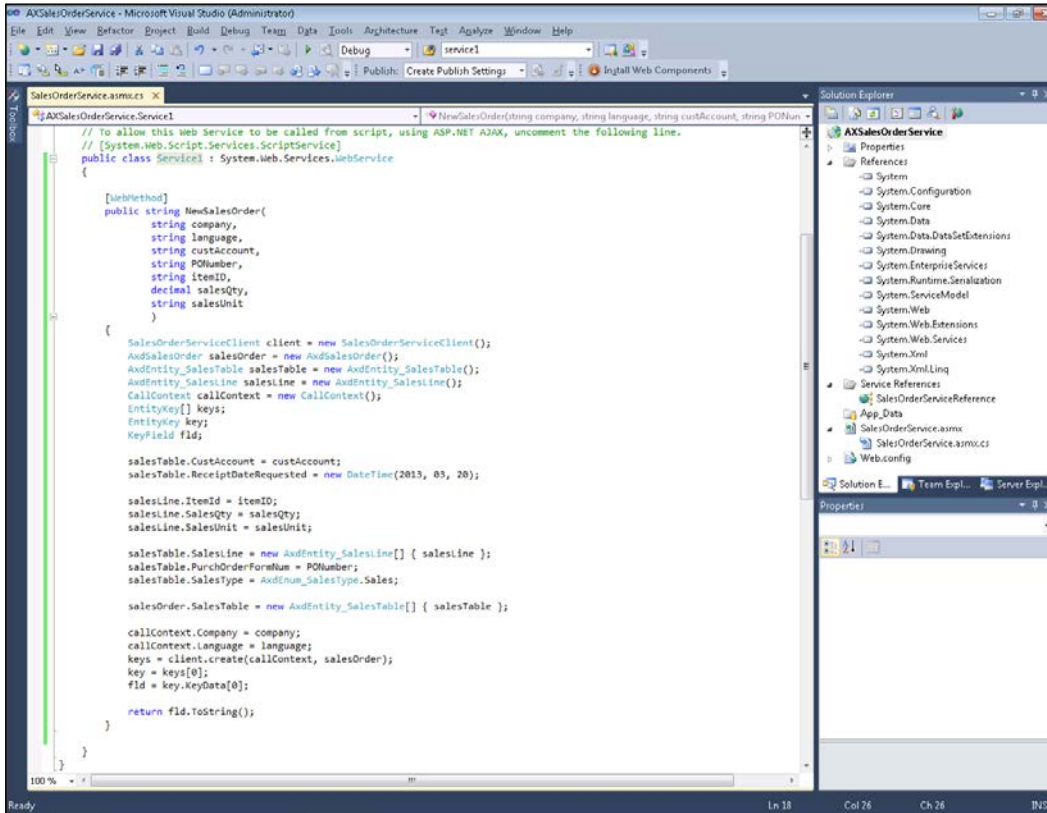 AXSalesOrderService - Microsoft Visual Studio (Administrator)
File Edit View Refactor Project Build Debug Team Data Tools Architecture Test Analyze Window Help
Debug service1
Publish: Create Publish Settings Install Web Components
Toolbox
SalesOrderService.asmx.cs X
AXSalesOrderService.Service1 NewSalesOrder(string company, string language, string custAccount, string PONun
// To allow this Web Service to be called from script, using ASP.NET AJAX, uncomment the following line.
// [System.Web.Script.Services.ScriptService]
public class Service1 : System.Web.Services.WebService
{
[WebMethod]
public string NewSalesOrder(
string company,
string language,
string custAccount,
string PONumber,
string itemID,
decimal salesQty,
string salesUnit
)
{
SalesOrderServiceClient client = new SalesOrderServiceClient();
AxdSalesOrder salesOrder = new AxdSalesOrder();
AxdEntity_SalesTable salesTable = new AxdEntity_SalesTable();
AxdEntity_SalesLine salesLine = new AxdEntity_SalesLine();
CallContext callContext = new CallContext();
EntityKey[] keys;
EntityKey key;
KeyField fld;
salesTable.CustAccount = custAccount;
salesTable.ReceiptDateRequested = new DateTime(2013, 03, 20);
salesLine.ItemId = itemID;
salesLine.SalesQty = salesQty;
salesLine.SalesUnit = salesUnit;
salesTable.SalesLine = new AxdEntity_SalesLine[] { salesLine };
salesTable.PurchOrderFormNum = PONumber;
salesTable.SalesType = AxdEnum_SalesType.Sales;
salesOrder.SalesTable = new AxdEntity_SalesTable[] { salesTable };
callContext.Company = company;
callContext.Language = language;
keys = client.create(callContext, salesOrder);
key = keys[0];
fld = key.KeyData[0];
return fld.ToString();
}
}
}
100 %
Solution Explorer
AXSalesOrderService
Properties
References
System
System.Configuration
System.Core
System.Data
System.Data.DataSetExtensions
System.Drawing
System.EnterpriseServices
System.Runtime.Serialization
System.ServiceModel
System.Web
System.Web.Extensions
System.Web.Services
System.Xml
System.Xml.Linq
Service References
SalesOrderServiceReference
App_Data
SalesOrderService.asmx
SalesOrderService.asmx.cs
Web.config
Solution E... Team Expl... Server Expl...
Properties
Ready Ln 18 Col 26 Ch 26 INS